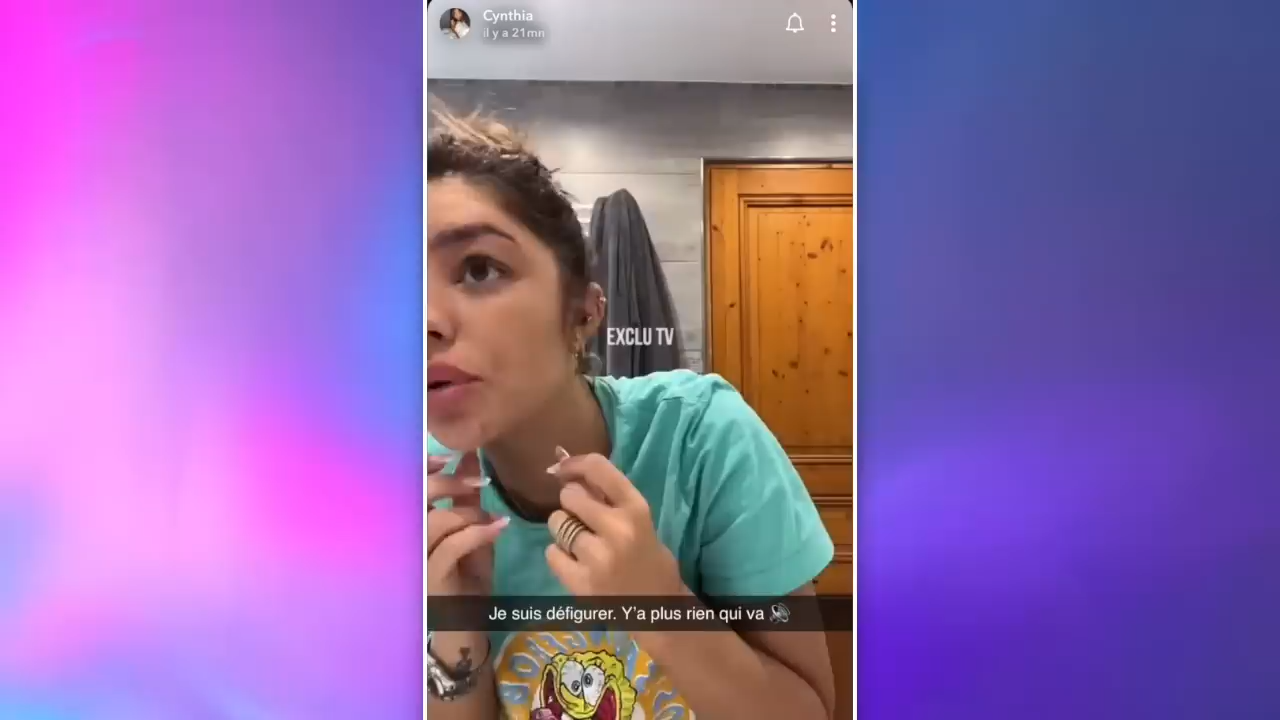 Cynthia
il y a 21mn
EXCLU TV
Je suis défigurer. Y'a plus rien qui va